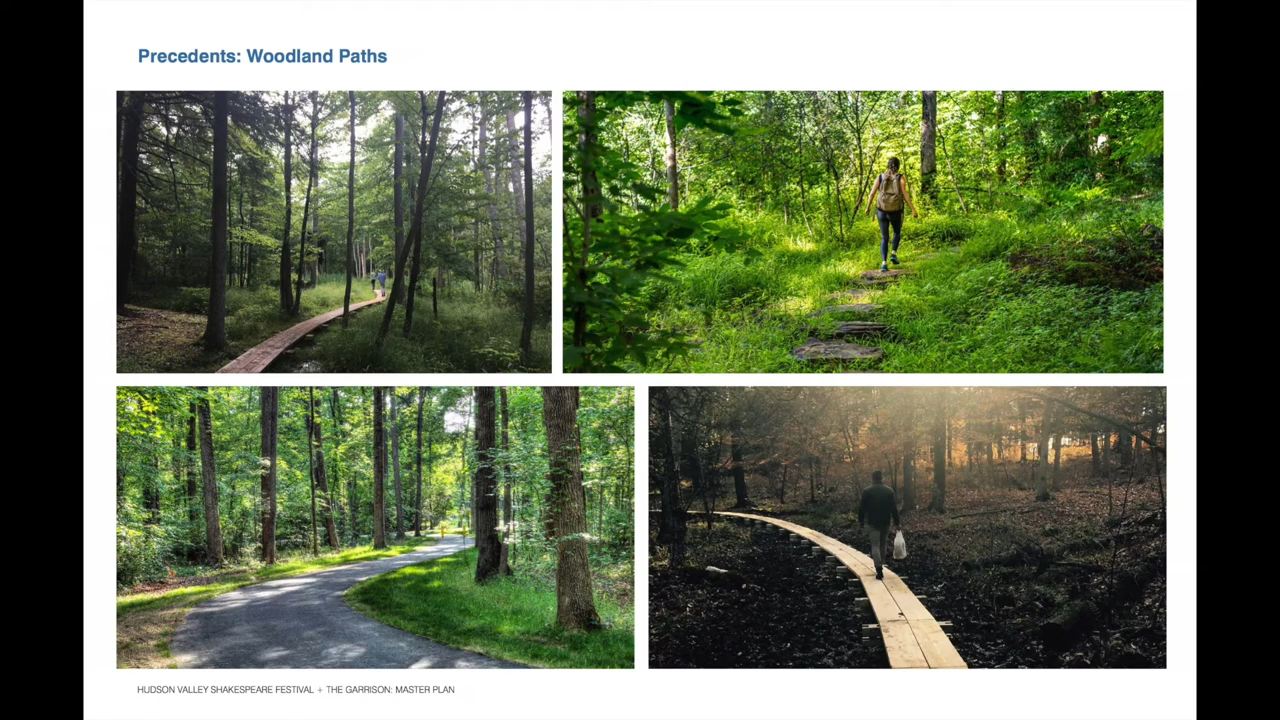 Precedents: Woodland Paths
HUDSON VALLEY SHAKESPEARE FESTIVAL + THE GARRISON: MASTER PLAN